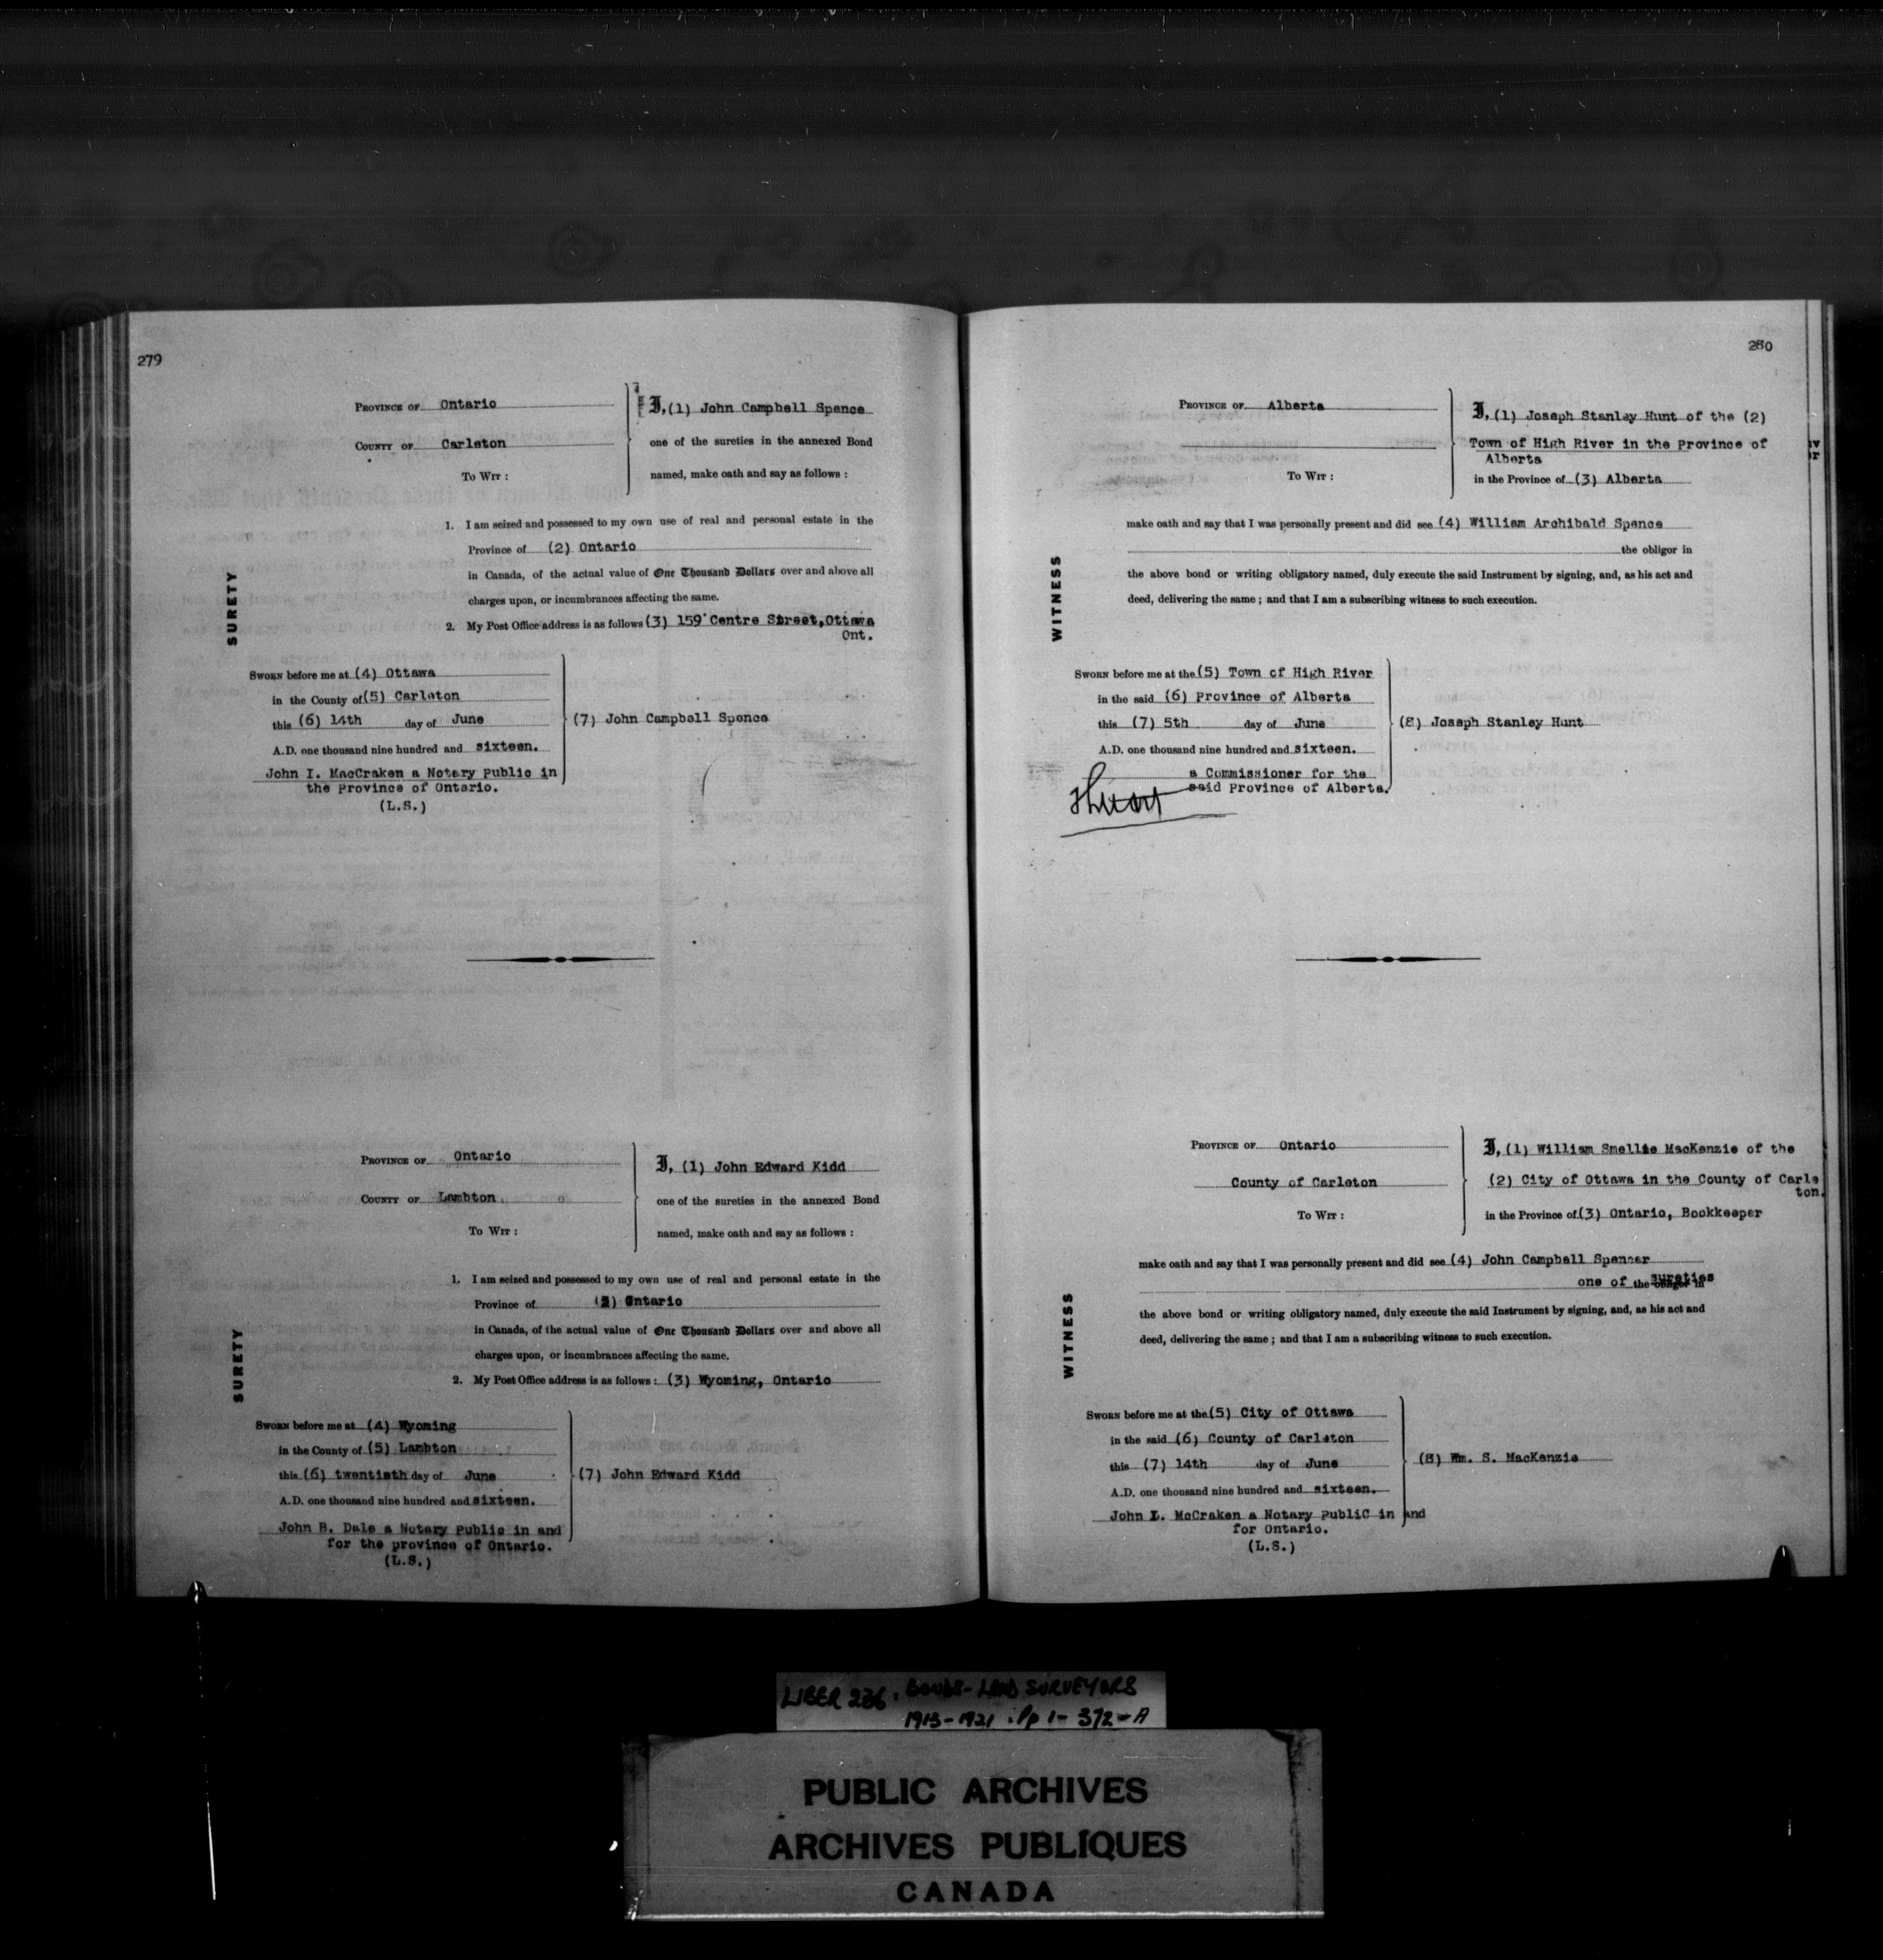 279
PROVINCE OF Ontario
COUNTY OF Carleton
TO WIT :
I, (1) John Campbell Spence
one of the sureties in the annexed Bond
named, make oath and say as follows :
1. I am seized and possessed to my own use of real and personal estate in the
Province of (2) Ontario
in Canada, of the actual value of One Thousand Dollars over and above all
charges upon, or incumbrances affecting the same.
2. My Post Office address is as follows (3) 159 Centre Street, Ottawa
Ont.
SURETY
SWORN before me at (4) Ottawa
in the County of (5) Carleton
this (6) 14th day of June
A.D. one thousand nine hundred and sixteen.
John I. MacCraken a Notary Public in
the Province of Ontario.
(L.S.)
(7) John Campbell Spence
PROVINCE OF Ontario
COUNTY OF Lambton
TO WIT :
I, (1) John Edward Kidd
one of the sureties in the annexed Bond
named, make oath and say as follows :
1. I am seized and possessed to my own use of real and personal estate in the
Province of (2) Ontario
in Canada, of the actual value of One Thousand Dollars over and above all
charges upon, or incumbrances affecting the same.
2. My Post Office address is as follows : (3) Wyoming, Ontario
SURETY
SWORN before me at (4) Wyoming
in the County of (5) Lambton
this (6) twentieth day of June
A.D. one thousand nine hundred and sixteen.
John B. Dale a Notary Public in and
for the province of Ontario.
(L.S.)
(7) John Edward Kidd
280
PROVINCE OF Alberta
TO WIT :
I, (1) Joseph Stanley Hunt of the (2)
Town of High River in the Province of
Alberta
in the Province of (3) Alberta
make oath and say that I was personally present and did see (4) William Archibald Spence
the obligor in
the above bond or writing obligatory named, duly execute the said Instrument by signing, and, as his act and
deed, delivering the same ; and that I am a subscribing witness to such execution.
WITNESS
SWORN before me at the (5) Town of High River
in the said (6) Province of Alberta
this (7) 5th day of June
A.D. one thousand nine hundred and sixteen.
a Commissioner for the
said Province of Alberta.
(8) Joseph Stanley Hunt
PROVINCE OF Ontario
County of Carleton
TO WIT :
I, (1) William Smellie MacKenzie of the
(2) City of Ottawa in the County of Carle
ton.
in the Province of (3) Ontario, Bookkeeper
make oath and say that I was personally present and did see (4) John Campbell Spencer
one of the sureties
obligor in
the above bond or writing obligatory named, duly execute the said Instrument by signing, and, as his act and
deed, delivering the same ; and that I am a subscribing witness to such execution.
WITNESS
SWORN before me at the (5) City of Ottawa
in the said (6) County of Carleton
this (7) 14th day of June
A.D. one thousand nine hundred and sixteen.
John I. McCraken a Notary Public in and
for Ontario.
(L.S.)
(8) Wm. S. MacKenzie
LIBER 236. BONDS - LAND SURVEYORS
1913-1921. Pp 1 - 372-A
PUBLIC ARCHIVES
ARCHIVES PUBLIQUES
CANADA